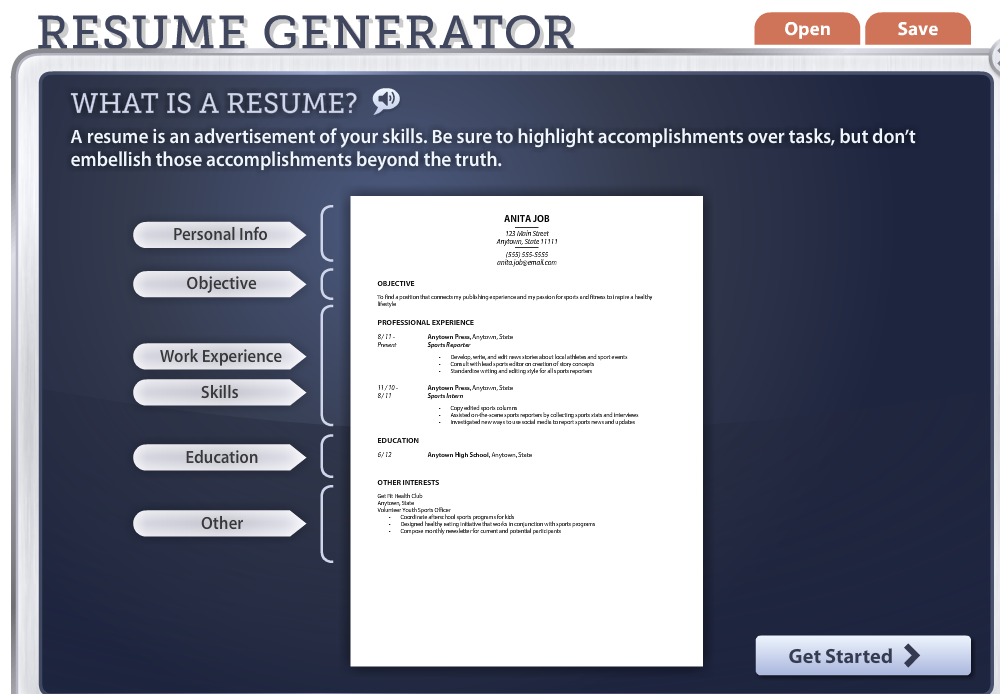 RESUME GENERATOR
Open
Save
WHAT IS A RESUME?
A resume is an advertisement of your skills. Be sure to highlight accomplishments over tasks, but don't
embellish those accomplishments beyond the truth.
Personal Info
Objective
Work Experience
Skills
Education
Other
ANITA JOB
123 Main Street
Anytown, State 11111
(555) 555-5555
anita.job@email.com
OBJECTIVE
To find a position that connects my publishing experience and my passion for sports and fitness to inspire a healthy
lifestyle
PROFESSIONAL EXPERIENCE
8/ 11 - Anytown Press, Anytown, State
Present Sports Reporter
• Develop, write, and edit news stories about local athletes and sport events
• Consult with lead sports editor on creation of story concepts
• Standardize writing and editing style for all sports reporters
11 / 10 - Anytown Press, Anytown, State
8/ 11 Sports Intern
• Copy edited sports columns
• Assisted on-the-scene sports reporters by collecting sports stats and interviews
• Investigated new ways to use social media to report sports news and updates
EDUCATION
6/ 12 Anytown High School, Anytown, State
OTHER INTERESTS
Get Fit Health Club
Anytown, State
Volunteer Youth Sports Officer
• Coordinate afterschool sports programs for kids
• Designed healthy eating initiative that works in conjunction with sports programs
• Compose monthly newsletter for current and potential participants
Get Started